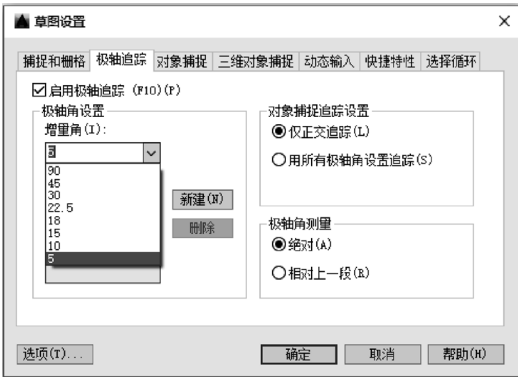 草图设置
捕捉和栅格 极轴追踪 对象捕捉 三维对象捕捉 动态输入 快捷特性 选择循环
启用极轴追踪 (F10)(P)
极轴角设置
增量角(I):
5
90
45
30
22.5
18
15
10
5
新建(N)
删除
对象捕捉追踪设置
仅正交追踪(L)
用所有极轴角设置追踪(S)
极轴角测量
绝对(A)
相对上一段(R)
选项(T)... 确定 取消 帮助(H)